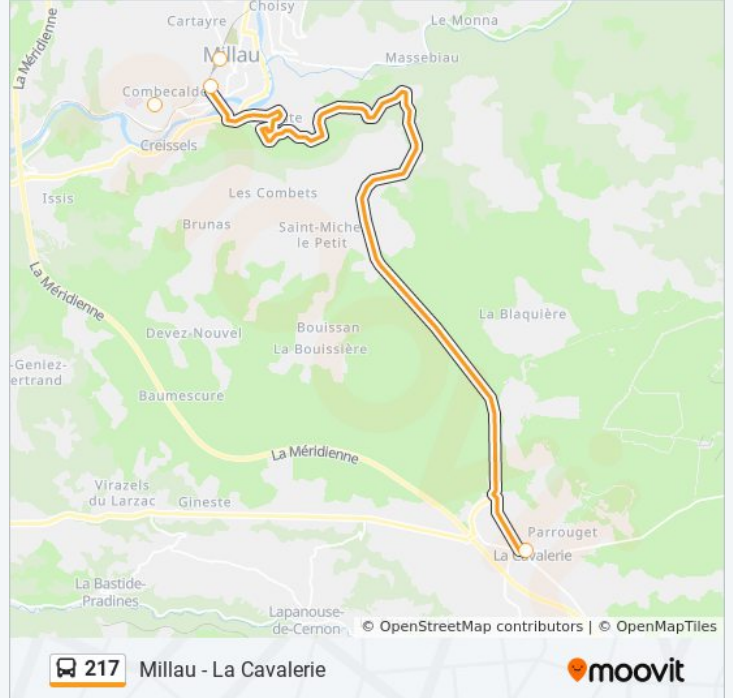 Choisy
Cartayre
Le Monna
La Méridienne
Millau
Massebiau
Combecalde
Creissels
Les Combets
Issis
Brunas
Saint-Miche
le Petit
La Méridienne
La Blaquière
Bouissan
Devez-Nouvel
La Bouissière
-Geniez-
ertrand
Baumescure
La Méridienne
Virazels
du Larzac
Gineste
Parrouget
La Cavalerie
La Bastide-
Pradines
Lapanouse-
de-Cernon
© OpenStreetMap contributors | © OpenMapTiles
217 Millau - La Cavalerie
moovit